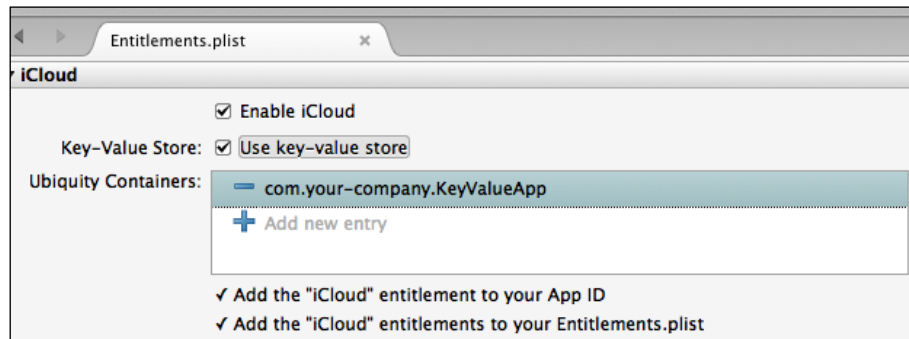 Entitlements.plist
iCloud
Enable iCloud
Key-Value Store: Use key-value store
Ubiquity Containers: com.your-company.KeyValueApp
Add new entry
Add the "iCloud" entitlement to your App ID
Add the "iCloud" entitlements to your Entitlements.plist